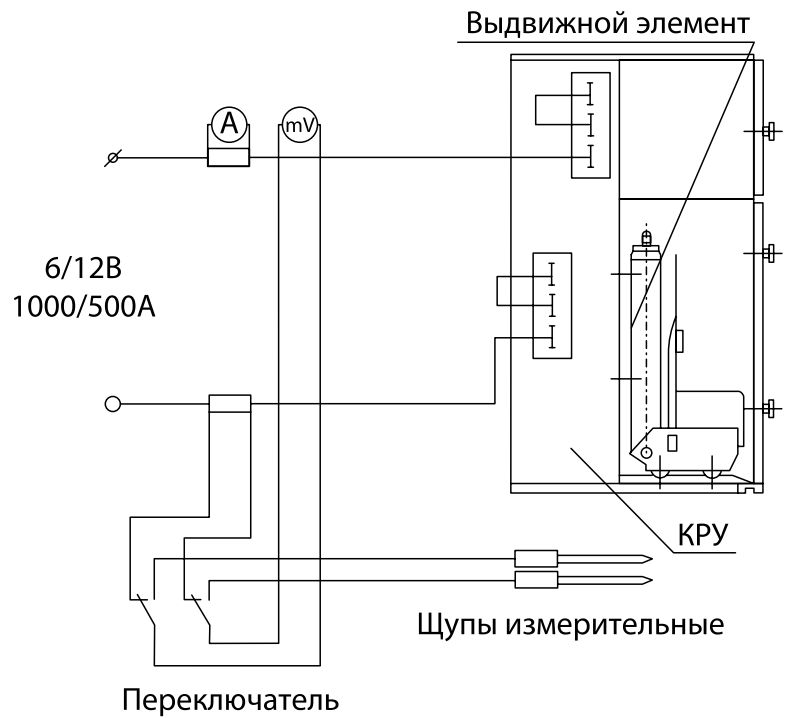 Выдвижной элемент
A
mV
6/12В
1000/500А
КРУ
Щупы измерительные
Переключатель